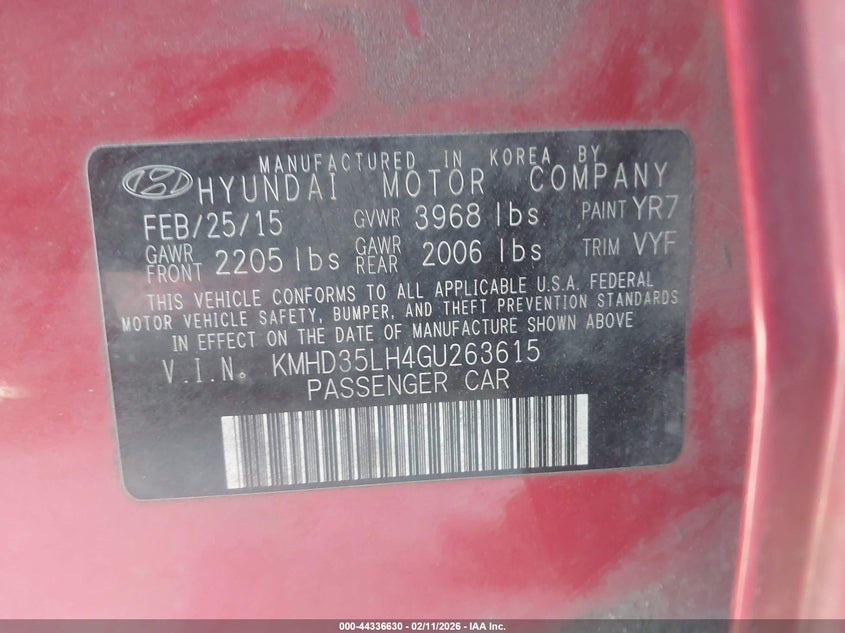 MANUFACTURED IN KOREA BY
HYUNDAI MOTOR COMPANY
FEB/25/15 GVWR 3968 lbs PAINT YR7
GAWR FRONT 2205 lbs GAWR REAR 2006 lbs TRIM VYF
THIS VEHICLE CONFORMS TO ALL APPLICABLE U.S.A. FEDERAL
MOTOR VEHICLE SAFETY, BUMPER, AND THEFT PREVENTION STANDARDS
IN EFFECT ON THE DATE OF MANUFACTURE SHOWN ABOVE
V.I.N. KMHD35LH4GU263615
PASSENGER CAR
000-44336630 - 02/11/2026 - IAA Inc.